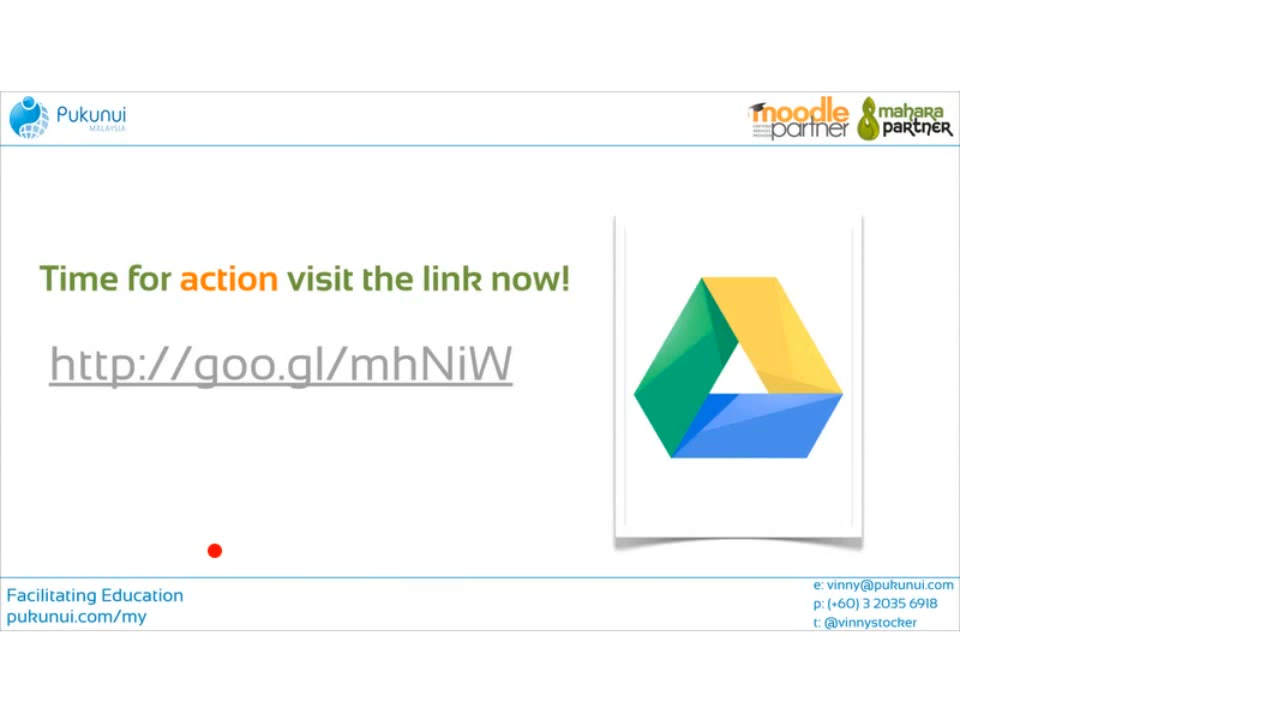 Pukunui
MALAYSIA
moodle
partner
mahara
partner
Time for action visit the link now!
http://goo.gl/mhNiW
Facilitating Education
pukunui.com/my
e: vinny@pukunui.com
p: (+60) 3 2035 6918
t: @vinnystocker